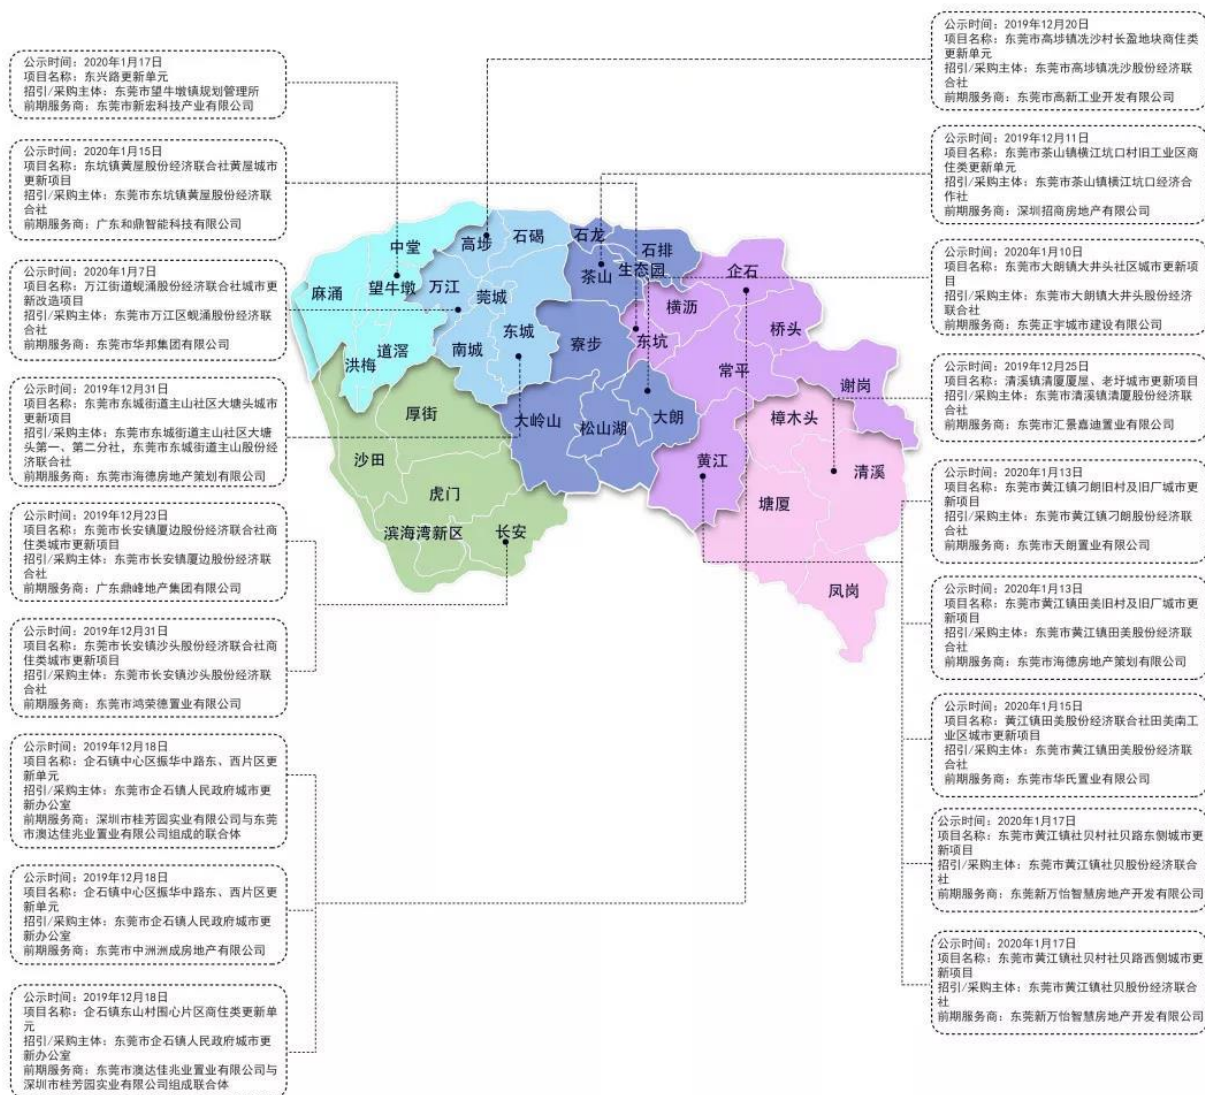 公示时间：2020年1月17日
项目名称：东兴路更新单元
招引/采购主体：东莞市望牛墩镇规划管理所
前期服务商：东莞市新宏科技产业有限公司
公示时间：2020年1月15日
项目名称：东坑镇黄屋股份经济联合社黄屋城市
更新项目
招引/采购主体：东莞市东坑镇黄屋股份经济联
合社
前期服务商：广东和鼎智能科技有限公司
公示时间：2020年1月7日
项目名称：万江街道蚬涌股份经济联合社城市更
新改造项目
招引/采购主体：东莞市万江区蚬涌股份经济联
合社
前期服务商：东莞市华邦集团有限公司
公示时间：2019年12月31日
项目名称：东莞市东城街道主山社区大塘头城市
更新项目
招引/采购主体：东莞市东城街道主山社区大塘
头第一、第二分社，东莞市东城街道主山股份经
济联合社
前期服务商：东莞市海德房地产策划有限公司
公示时间：2019年12月23日
项目名称：东莞市长安镇厦边股份经济联合社商
住类城市更新项目
招引/采购主体：东莞市长安镇厦边股份经济联
合社
前期服务商：广东鼎峰地产集团有限公司
公示时间：2019年12月31日
项目名称：东莞市长安镇沙头股份经济联合社商
住类城市更新项目
招引/采购主体：东莞市长安镇沙头股份经济联
合社
前期服务商：东莞市鸿荣德置业有限公司
公示时间：2019年12月18日
项目名称：企石镇中心区振华中路东、西片区更
新单元
招引/采购主体：东莞市企石镇人民政府城市更
新办公室
前期服务商：深圳市桂芳园实业有限公司与东莞
市澳达佳兆业置业有限公司组成的联合体
公示时间：2019年12月18日
项目名称：企石镇中心区振华中路东、西片区更
新单元
招引/采购主体：东莞市企石镇人民政府城市更
新办公室
前期服务商：东莞市中洲洲成房地产有限公司
公示时间：2019年12月18日
项目名称：企石镇东山村围心片区商住类更新单
元
招引/采购主体：东莞市企石镇人民政府城市更
新办公室
前期服务商：东莞市澳达佳兆业置业有限公司与
深圳市桂芳园实业有限公司组成联合体
中堂
高埗
石碣
石龙
石排
麻涌
望牛墩
万江
莞城
茶山
生态园
企石
横沥
桥头
洪梅
道滘
南城
东城
寮步
东坑
常平
谢岗
厚街
大岭山
松山湖
大朗
樟木头
沙田
虎门
黄江
清溪
塘厦
滨海湾新区
长安
凤岗
公示时间：2019年12月20日
项目名称：东莞市高埗镇冼沙村长盈地块商住类
更新单元
招引/采购主体：东莞市高埗镇冼沙股份经济联
合社
前期服务商：东莞市高新工业开发有限公司
公示时间：2019年12月11日
项目名称：东莞市茶山镇横江坑口村旧工业区商
住类更新单元
招引/采购主体：东莞市茶山镇横江坑口经济合
作社
前期服务商：深圳招商房地产有限公司
公示时间：2020年1月10日
项目名称：东莞市大朗镇大井头社区城市更新项
目
招引/采购主体：东莞市大朗镇大井头股份经济
联合社
前期服务商：东莞正宇城市建设有限公司
公示时间：2019年12月25日
项目名称：清溪镇清厦厦屋、老圩城市更新项目
招引/采购主体：东莞市清溪镇清厦股份经济联
合社
前期服务商：东莞市汇景嘉迪置业有限公司
公示时间：2020年1月13日
项目名称：东莞市黄江镇刁朗旧村及旧厂城市更
新项目
招引/采购主体：东莞市黄江镇刁朗股份经济联
合社
前期服务商：东莞市天朗置业有限公司
公示时间：2020年1月13日
项目名称：东莞市黄江镇田美旧村及旧厂城市更
新项目
招引/采购主体：东莞市黄江镇田美股份经济联
合社
前期服务商：东莞市海德房地产策划有限公司
公示时间：2020年1月15日
项目名称：黄江镇田美股份经济联合社田美南工
业区城市更新项目
招引/采购主体：东莞市黄江镇田美股份经济联
合社
前期服务商：东莞市华氏置业有限公司
公示时间：2020年1月17日
项目名称：东莞市黄江镇社贝村社贝路东侧城市更
新项目
招引/采购主体：东莞市黄江镇社贝股份经济联合
社
前期服务商：东莞新万怡智慧房地产开发有限公司
公示时间：2020年1月17日
项目名称：东莞市黄江镇社贝村社贝路西侧城市更
新项目
招引/采购主体：东莞市黄江镇社贝股份经济联合
社
前期服务商：东莞新万怡智慧房地产开发有限公司